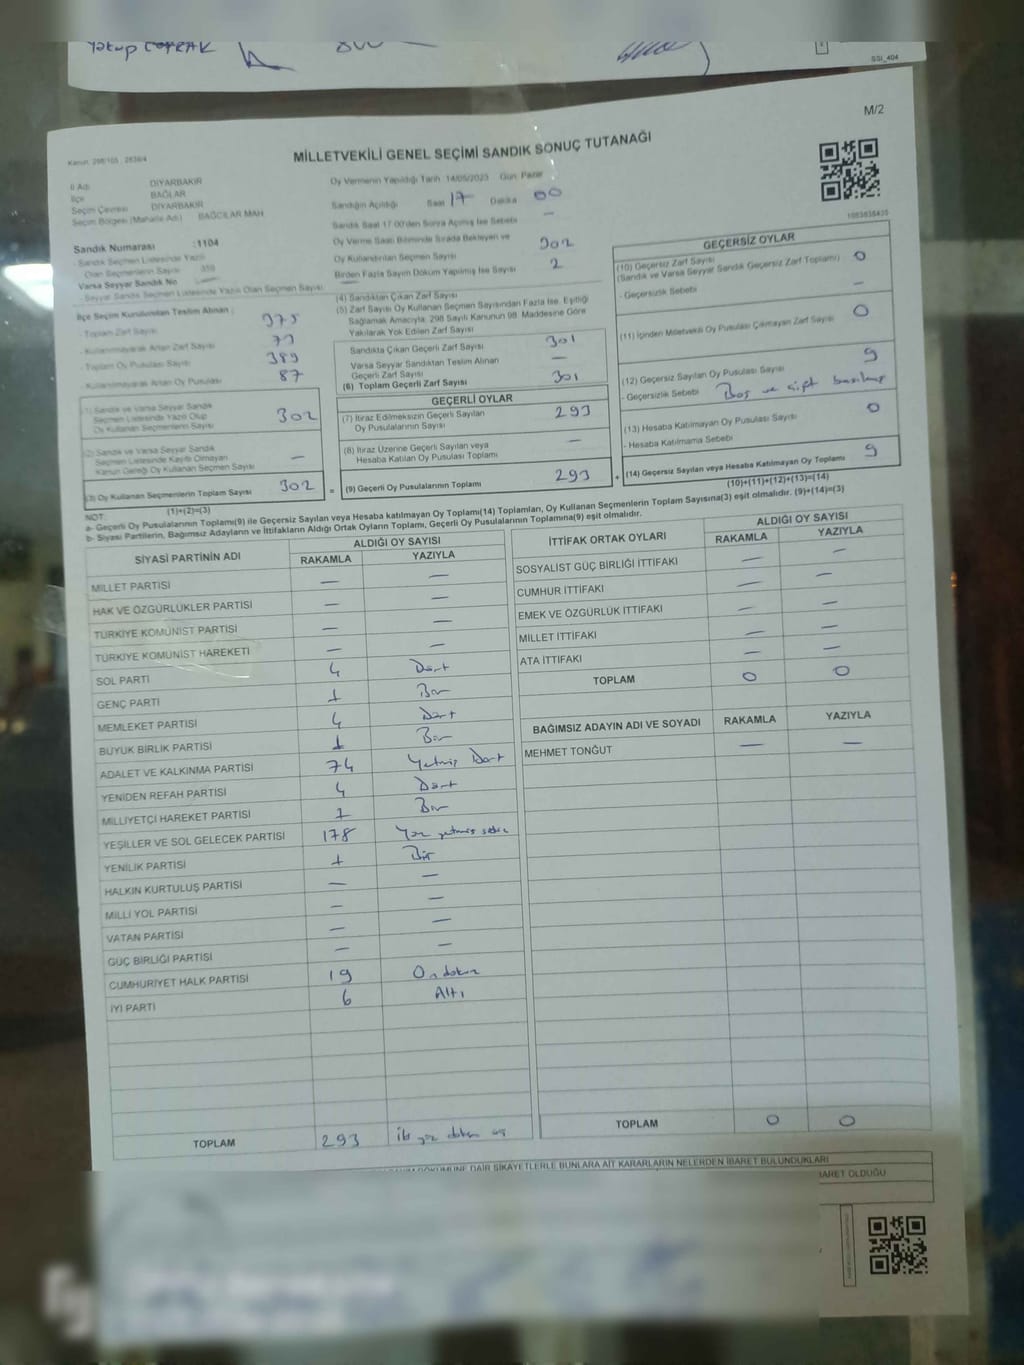 Yakup TOPRAK
SSI_404
M/2
Kanun: 298/105 ; 2839/4
MİLLETVEKİLİ GENEL SEÇİMİ SANDIK SONUÇ TUTANAĞI
İl Adı DİYARBAKIR
İlçe BAĞLAR
Seçim Çevresi DİYARBAKIR
Seçim Bölgesi (Mahalle Adı) BAĞCILAR MAH
Oy Vermenin Yapıldığı Tarih :14/05/2023 Gün: Pazar
Sandığın Açıldığı Saat 17 Dakika 00
Sandık Saat 17.00'den Sonra Açılmış İse Sebebi —
1083838435
Sandık Numarası :1104
- Sandık Seçmen Listesinde Yazılı
Olan Seçmenlerin Sayısı 359
Varsa Seyyar Sandık No
- Seyyar Sandık Seçmen Listesinde Yazılı Olan Seçmen Sayısı
Oy Verme Saati Bitiminde Sırada Bekleyen ve
Oy Kullandırılan Seçmen Sayısı
Birden Fazla Sayım Döküm Yapılmış İse Sayısı 2
İlçe Seçim Kurulundan Teslim Alınan :
- Toplam Zarf Sayısı 375
- Kullanılmayarak Artan Zarf Sayısı 73
- Toplam Oy Pusulası Sayısı 389
- Kullanılmayarak Artan Oy Pusulası 87
(4) Sandıktan Çıkan Zarf Sayısı 302
(5) Zarf Sayısı Oy Kullanan Seçmen Sayısından Fazla İse, Eşitliği
Sağlamak Amacıyla, 298 Sayılı Kanunun 98. Maddesine Göre
Yakılarak Yok Edilen Zarf Sayısı
Sandıkta Çıkan Geçerli Zarf Sayısı 301
Varsa Seyyar Sandıktan Teslim Alınan
Geçerli Zarf Sayısı —
(6) Toplam Geçerli Zarf Sayısı 301
(1) Sandık ve Varsa Seyyar Sandık
Seçmen Listesinde Yazılı Olup
Oy Kullanan Seçmen Sayısı 302
(2) Sandık ve Varsa Seyyar Sandık
Seçmen Listesinde Kayıtlı Olmayan
Kanun Gereği Oy Kullanan Seçmen Sayısı —
(3) Oy Kullanan Seçmenlerin Toplam Sayısı 302
(1)+(2)=(3)
GEÇERLİ OYLAR
(7) İtiraz Edilmeksizin Geçerli Sayılan
Oy Pusulalarının Sayısı 293
(8) İtiraz Üzerine Geçerli Sayılan veya
Hesaba Katılan Oy Pusulası Toplamı —
= (9) Geçerli Oy Pusulalarının Toplamı 293 +
GEÇERSİZ OYLAR
(10) Geçersiz Zarf Sayısı
(Sandık ve Varsa Seyyar Sandık Geçersiz Zarf Toplamı) 0
- Geçersizlik Sebebi —
(11) İçinden Milletvekili Oy Pusulası Çıkmayan Zarf Sayısı 0
(12) Geçersiz Sayılan Oy Pusulası Sayısı 9
- Geçersizlik Sebebi Boş ve çift basılmış
(13) Hesaba Katılmayan Oy Pusulası Sayısı 0
- Hesaba Katılmama Sebebi
(14) Geçersiz Sayılan veya Hesaba Katılmayan Oy Toplamı 9
(10)+(11)+(12)+(13)=(14)
NOT:
a- Geçerli Oy Pusulalarının Toplamı(9) ile Geçersiz Sayılan veya Hesaba katılmayan Oy Toplamı(14) Toplamları, Oy Kullanan Seçmenlerin Toplam Sayısına(3) eşit olmalıdır. (9)+(14)=(3)
b- Siyasi Partilerin, Bağımsız Adayların ve İttifakların Aldığı Ortak Oyların Toplamı, Geçerli Oy Pusulalarının Toplamına(9) eşit olmalıdır.
SİYASİ PARTİNİN ADI ALDIĞI OY SAYISI
RAKAMLA YAZIYLA
MİLLET PARTİSİ — —
HAK VE ÖZGÜRLÜKLER PARTİSİ — —
TÜRKİYE KOMÜNİST PARTİSİ — —
TÜRKİYE KOMÜNİST HAREKETİ — —
SOL PARTİ 4 Dört
GENÇ PARTİ 1 Bir
MEMLEKET PARTİSİ 4 Dört
BÜYÜK BİRLİK PARTİSİ 1 Bir
ADALET VE KALKINMA PARTİSİ 74 Yetmiş Dört
YENİDEN REFAH PARTİSİ 4 Dört
MİLLİYETÇİ HAREKET PARTİSİ 1 Bir
YEŞİLLER VE SOL GELECEK PARTİSİ 178 Yüz yetmiş sekiz
YENİLİK PARTİSİ 1 Bir
HALKIN KURTULUŞ PARTİSİ — —
MİLLİ YOL PARTİSİ — —
VATAN PARTİSİ — —
GÜÇ BİRLİĞİ PARTİSİ — —
CUMHURİYET HALK PARTİSİ 19 On dokuz
İYİ PARTİ 6 Altı
TOPLAM 293 iki yüz doksan üç
İTTİFAK ORTAK OYLARI ALDIĞI OY SAYISI
RAKAMLA YAZIYLA
SOSYALİST GÜÇ BİRLİĞİ İTTİFAKI — —
CUMHUR İTTİFAKI — —
EMEK VE ÖZGÜRLÜK İTTİFAKI — —
MİLLET İTTİFAKI — —
ATA İTTİFAKI — —
TOPLAM 0 0
BAĞIMSIZ ADAYIN ADI VE SOYADI RAKAMLA YAZIYLA
MEHMET TONĞUT — —
TOPLAM 0 0
DÖKÜMÜNE DAİR ŞİKAYETLERLE BUNLARA AİT KARARLARIN NELERDEN İBARET BULUNDUKLARI
İBARET OLDUĞU